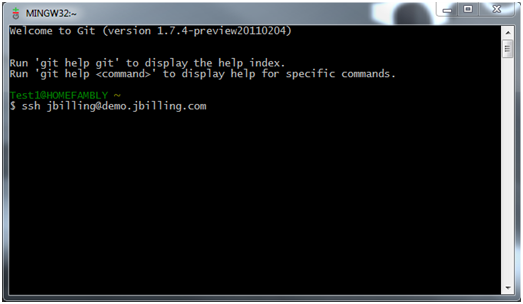 MINGW32:~
Welcome to Git (version 1.7.4-preview20110204)
Run 'git help git' to display the help index.
Run 'git help <command>' to display help for specific commands.
Test1@HOMEFAMBLY ~
$ ssh jbilling@demo.jbilling.com